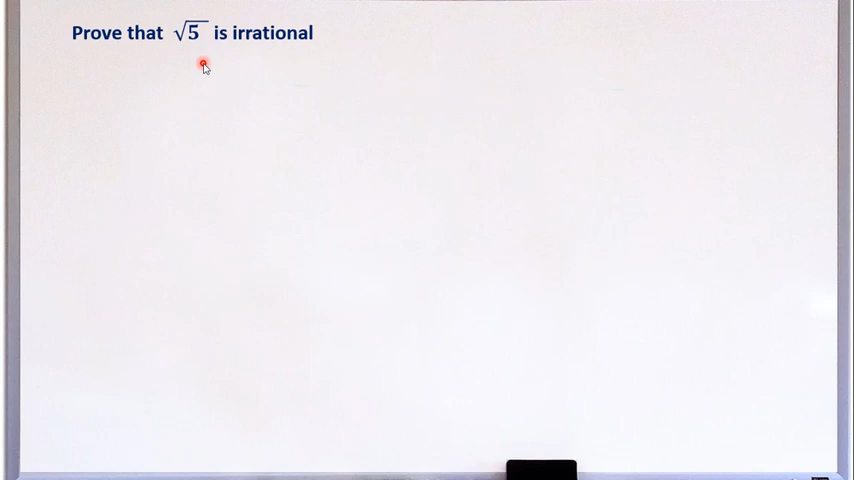 Prove that √5 is irrational